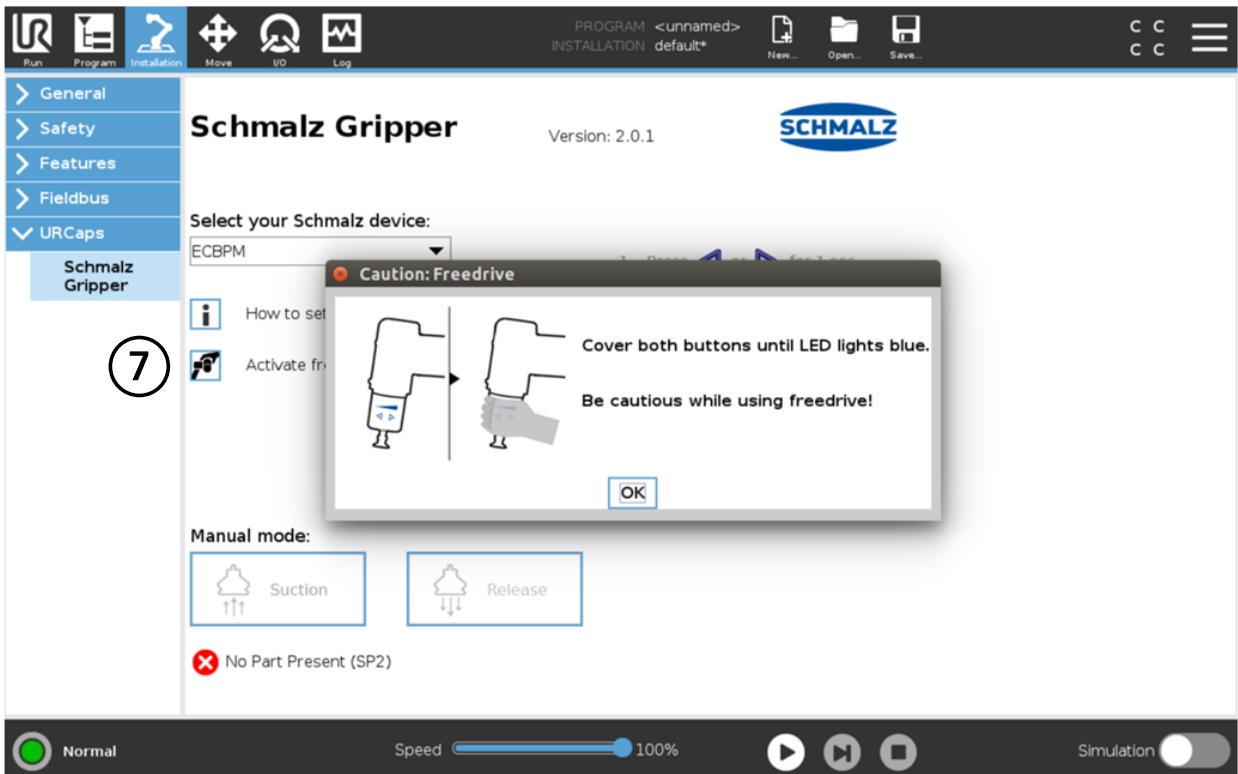 PROGRAM <unnamed>
INSTALLATION default*
C C
C C
UR
Run
Program
Installation
Move
I/O
Log
New...
Open...
Save...
General
Safety
Features
Fieldbus
URCaps
Schmalz
Gripper
Schmalz Gripper
Version: 2.0.1
SCHMALZ
Select your Schmalz device:
ECBPM
i
How to set
7
Activate fr
Caution: Freedrive
Cover both buttons until LED lights blue.
Be cautious while using freedrive!
OK
Manual mode:
Suction
Release
No Part Present (SP2)
Normal
Speed
100%
Simulation